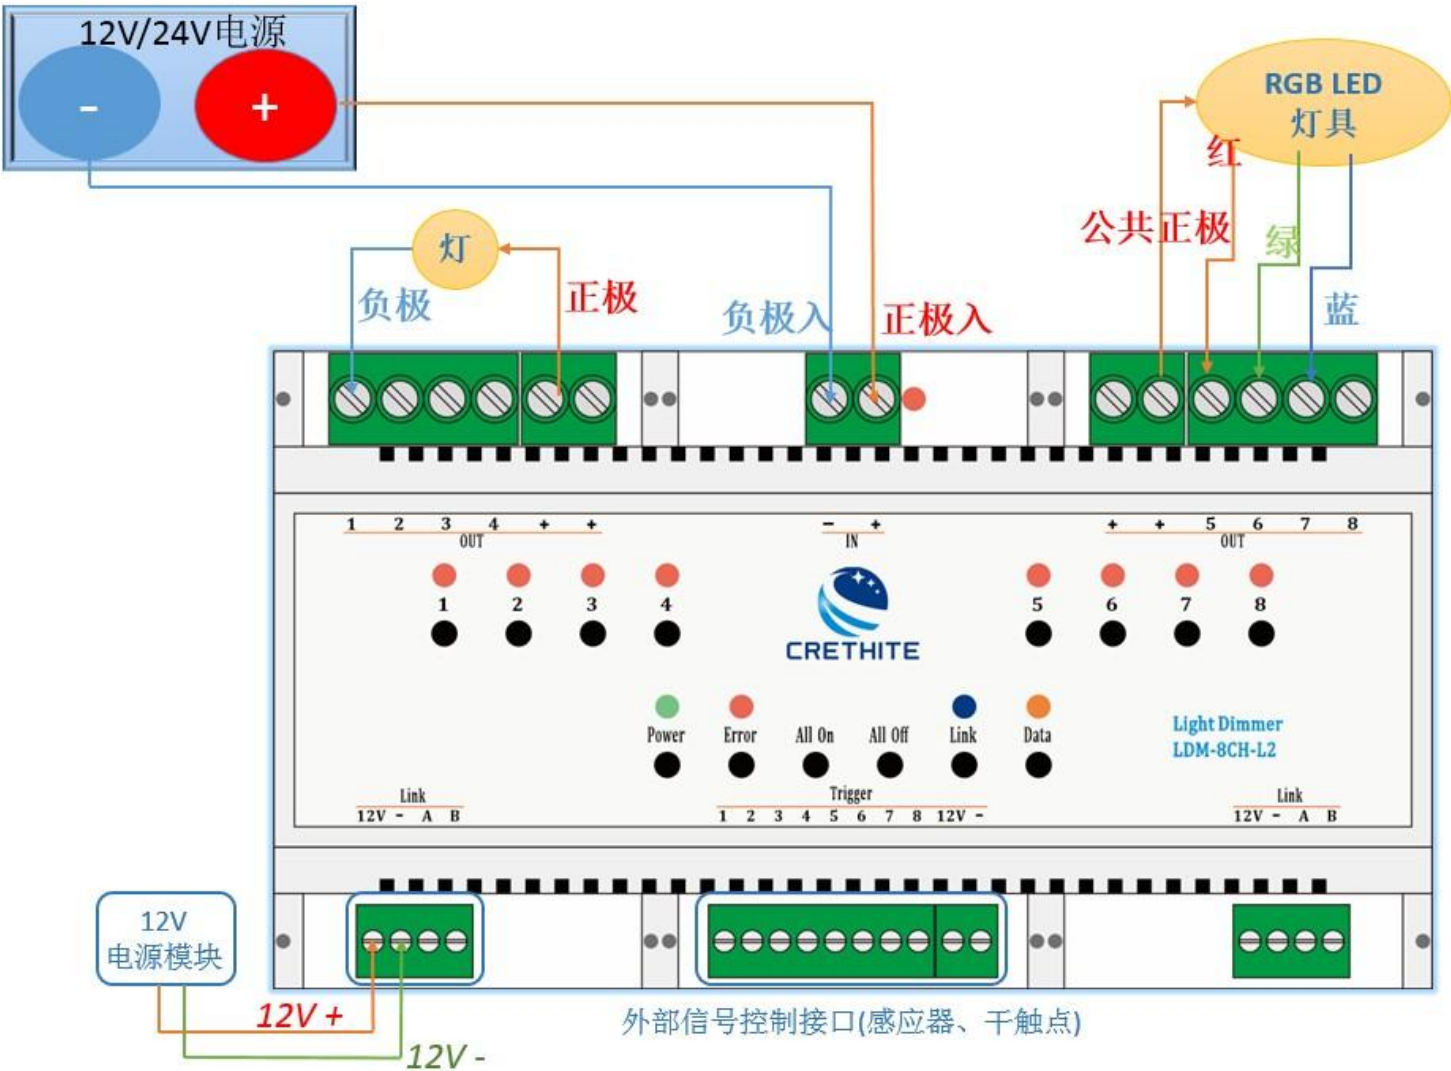 12V/24V电源
-
+
RGB LED
灯具
红
公共正极
绿
蓝
灯
负极
正极
负极入
正极入
1 2 3 4 + +
OUT
- +
IN
+ + 5 6 7 8
OUT
1 2 3 4
5 6 7 8
CRETHITE
Power Error All On All Off Link Data
Light Dimmer
LDM-8CH-L2
Link
12V - A B
Trigger
1 2 3 4 5 6 7 8 12V -
Link
12V - A B
12V
电源模块
12V +
12V -
外部信号控制接口(感应器、干触点)